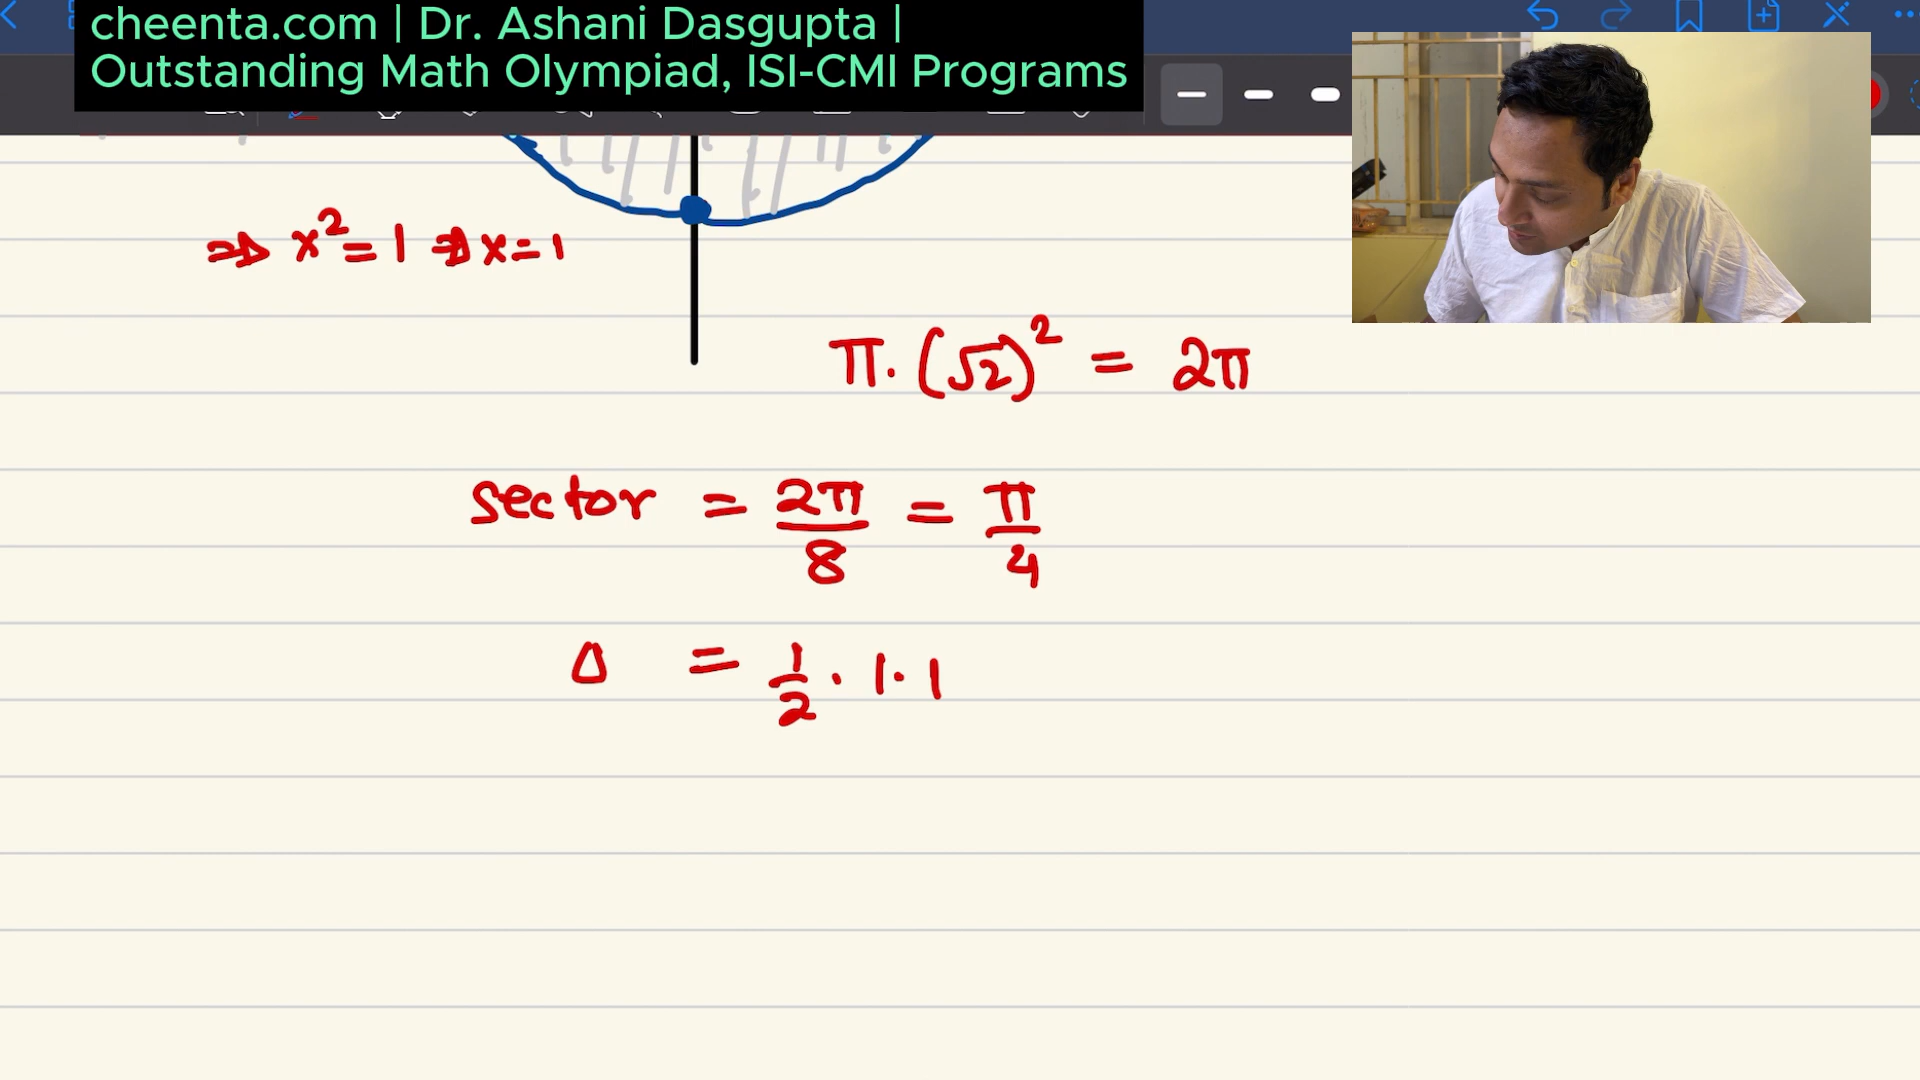 cheenta.com | Dr. Ashani Dasgupta |
Outstanding Math Olympiad, ISI-CMI Programs
⇒ x² = 1 ⇒ x = 1
π. (√2)² = 2π
sector = 2π/8 = π/4
Δ = 1/2 . 1 . 1